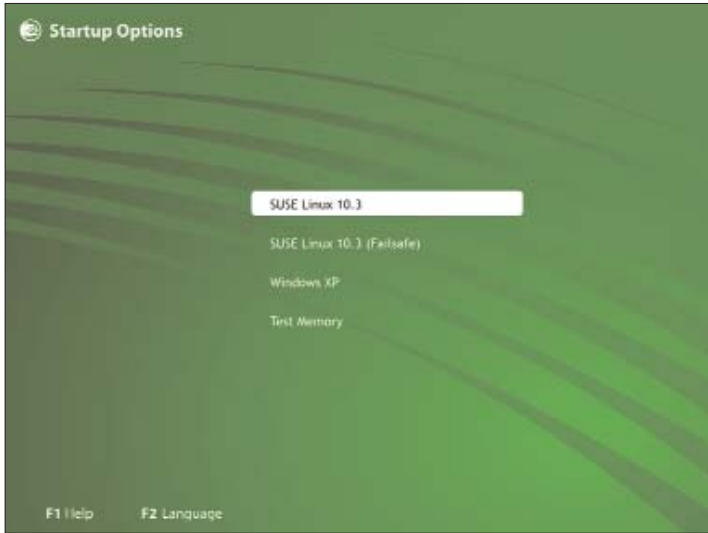 Startup Options
SUSE Linux 10.3
SUSE Linux 10.3 (Failsafe)
Windows XP
Test Memory
F1 Help F2 Language